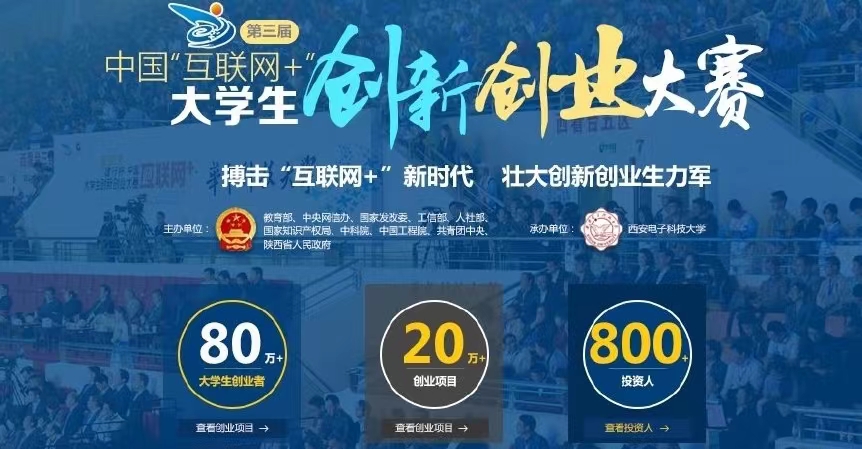 第三届
中国“互联网+”
大学生
创新创业大赛
搏击“互联网+”新时代 壮大创新创业生力军
主办单位：
教育部、中央网信办、国家发改委、工信部、人社部、
国家知识产权局、中科院、中国工程院、共青团中央、
陕西省人民政府
承办单位：
西安电子科技大学
80万+
大学生创业者
查看创业项目 →
20万+
创业项目
查看创业项目 →
800+
投资人
查看投资人 →
互联网+